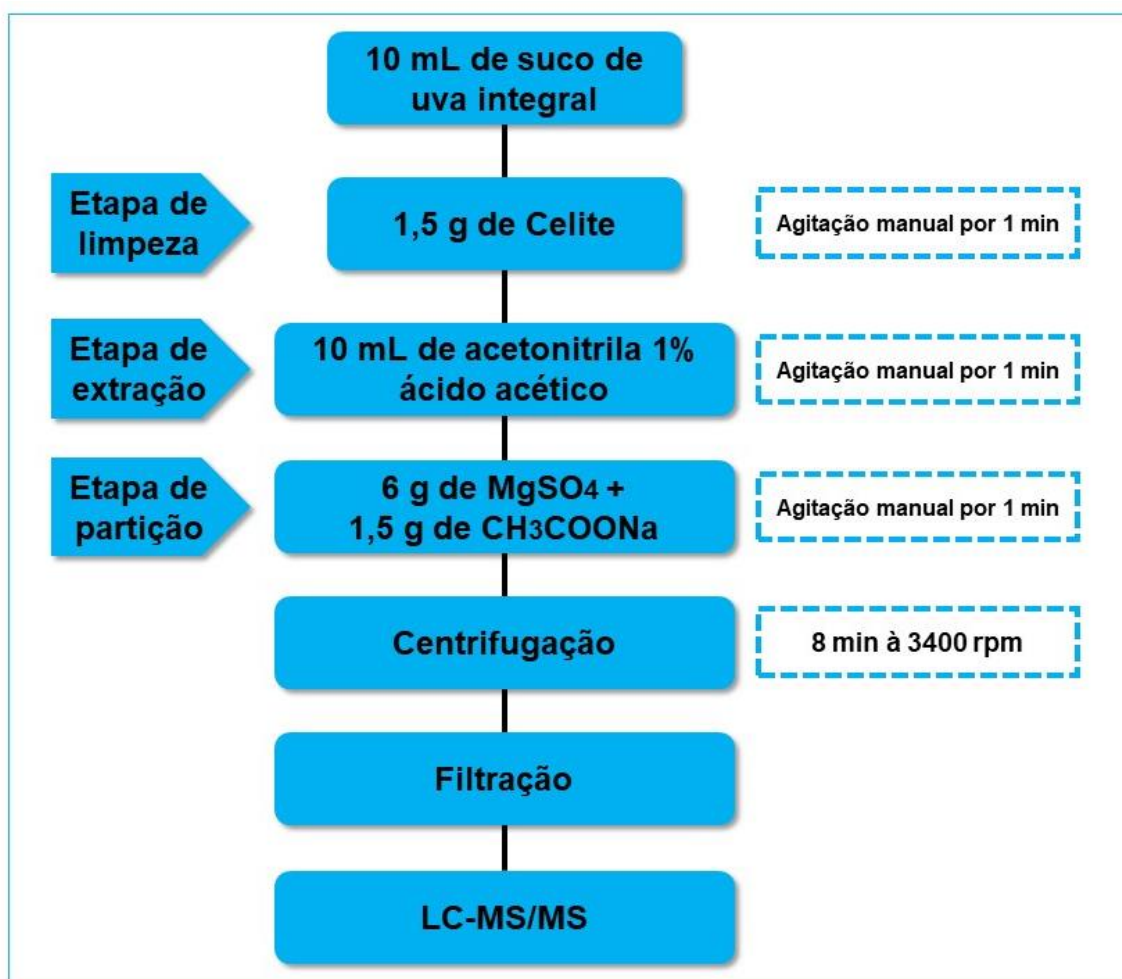 10 mL de suco de
uva integral
Etapa de
limpeza
1,5 g de Celite
Agitação manual por 1 min
Etapa de
extração
10 mL de acetonitrila 1%
ácido acético
Agitação manual por 1 min
Etapa de
partição
6 g de MgSO4 +
1,5 g de CH3COONa
Agitação manual por 1 min
Centrifugação
8 min à 3400 rpm
Filtração
LC-MS/MS